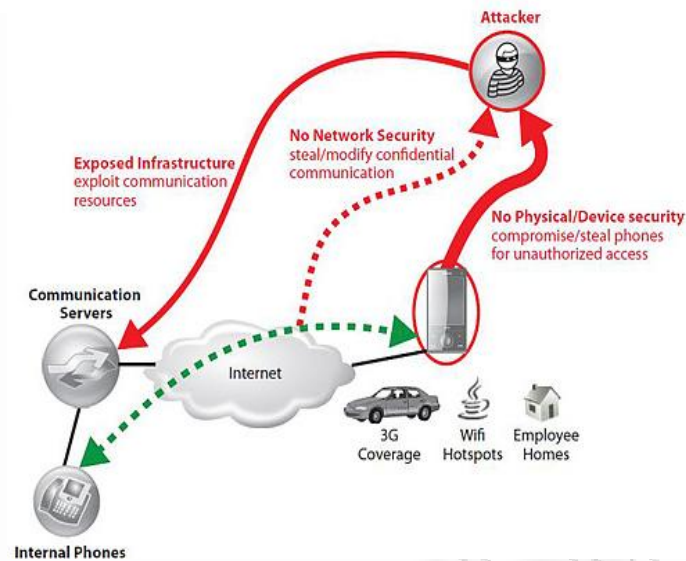 Attacker
No Network Security
steal/modify confidential
communication
Exposed Infrastructure
exploit communication
resources
No Physical/Device security
compromise/steal phones
for unauthorized access
Communication
Servers
Internet
3G
Coverage
Wifi
Hotspots
Employee
Homes
Internal Phones